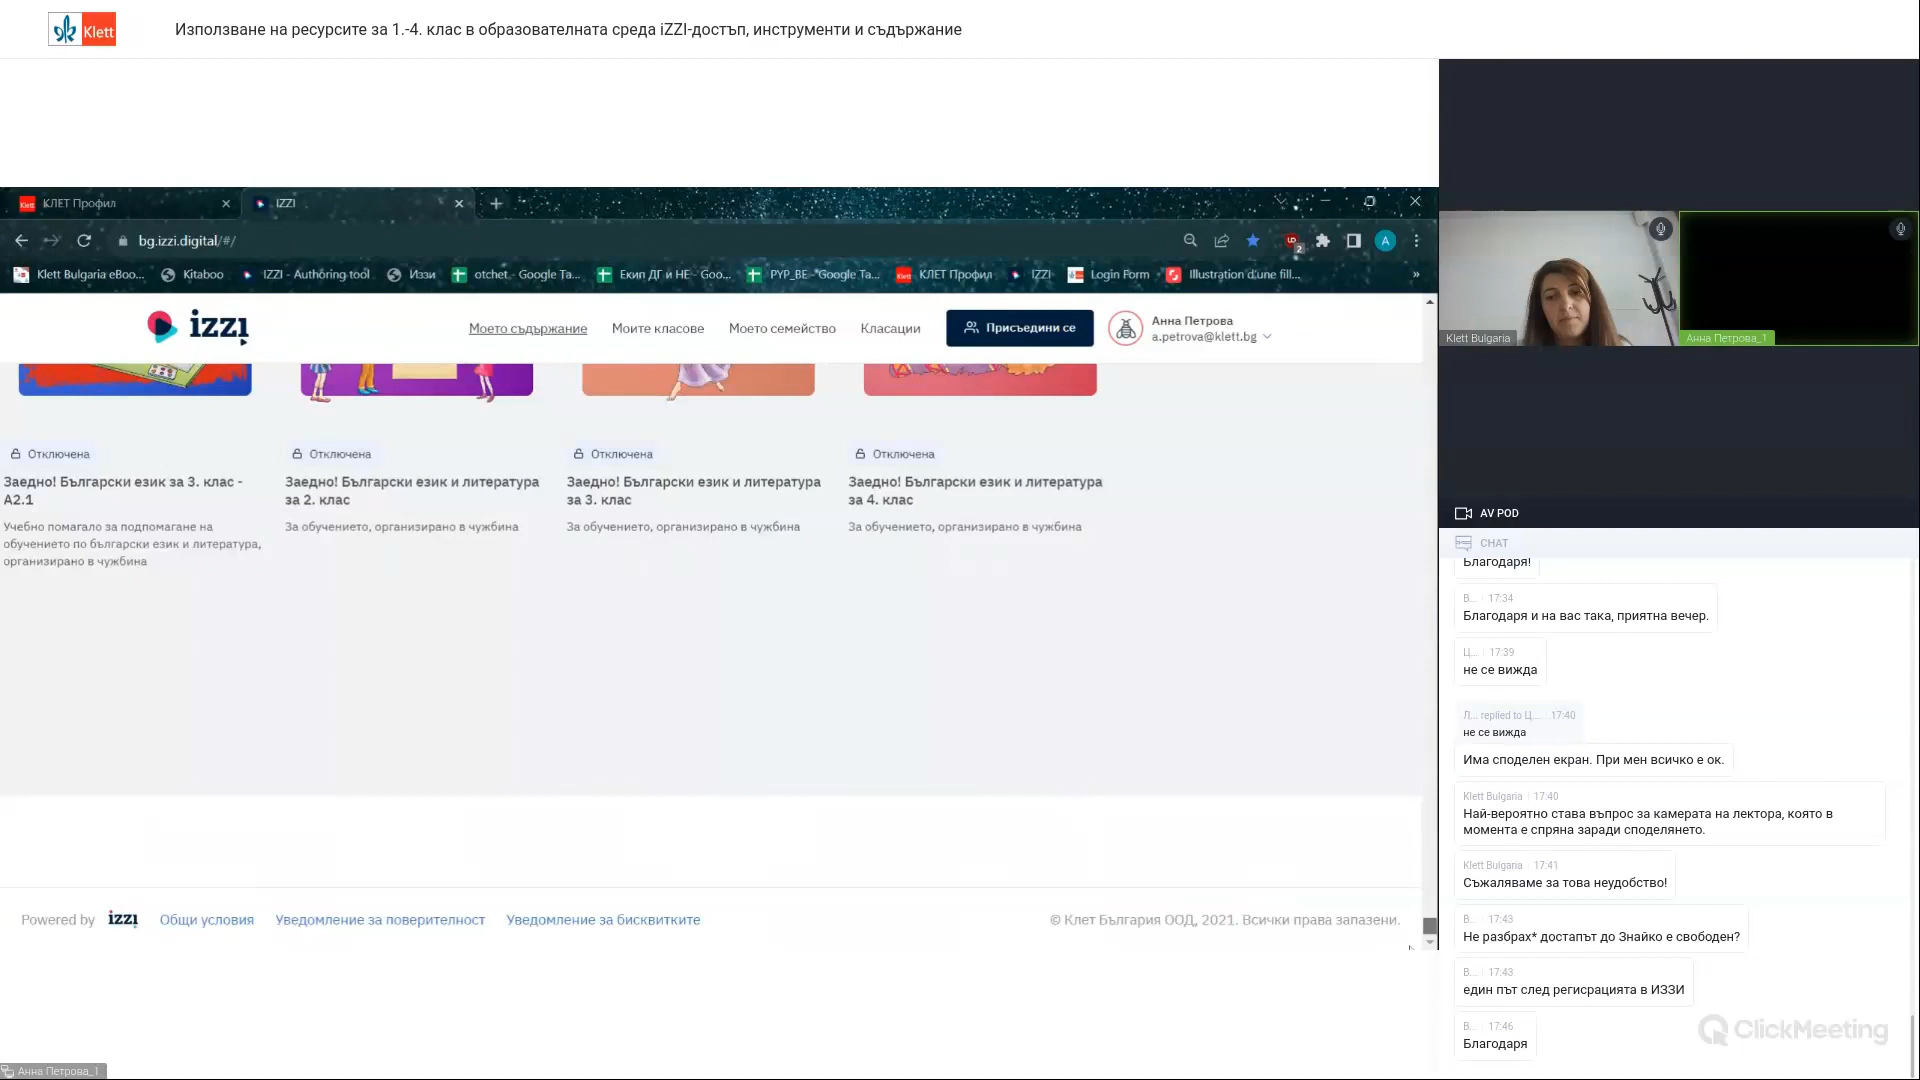 Klett
Използване на ресурсите за 1.-4. клас в образователната среда iZZI-достъп, инструменти и съдържание
КЛЕТ Профил
IZZI
bg.izzi.digital/#/
A
2
Klett Bulgaria eBoo...
Kitaboo
IZZI - Authoring tool
Иззи
otchet - Google Ta...
Екип ДГ и НЕ - Goo...
PYP_BE - Google Ta...
КЛЕТ Профил
IZZI
Login Form
Illustration d'une fill...
»
izzi
Моето съдържание
Моите класове
Моето семейство
Класации
Присъедини се
Анна Петрова
a.petrova@klett.bg
Отключена
Заедно! Български език за 3. клас -
A2.1
Учебно помагало за подпомагане на
обучението по български език и литература,
организирано в чужбина
Отключена
Заедно! Български език и литература
за 2. клас
За обучението, организирано в чужбина
Отключена
Заедно! Български език и литература
за 3. клас
За обучението, организирано в чужбина
Отключена
Заедно! Български език и литература
за 4. клас
За обучението, организирано в чужбина
Powered by izzi Общи условия Уведомление за поверителност Уведомление за бисквитките
© Клет България ООД, 2021. Всички права запазени.
Анна Петрова_1
Klett Bulgaria
Анна Петрова_1
AV POD
CHAT
Благодаря!
В... 17:34
Благодаря и на вас така, приятна вечер.
Ц... 17:39
не се вижда
Л... replied to Ц... 17:40
не се вижда
Има споделен екран. При мен всичко е ок.
Klett Bulgaria 17:40
Най-вероятно става въпрос за камерата на лектора, която в
момента е спряна заради споделянето.
Klett Bulgaria 17:41
Съжаляваме за това неудобство!
В... 17:43
Не разбрах* достапът до Знайко е свободен?
В... 17:43
един път след регисрацията в ИЗЗИ
В... 17:46
Благодаря
ClickMeeting